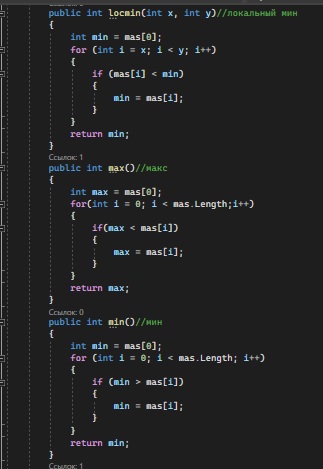 public int locmin(int x, int y)//локальный мин
{
int min = mas[0];
for (int i = x; i < y; i++)
{
if (mas[i] < min)
{
min = mas[i];
}
}
return min;
}
Ссылок: 1
public int max()//макс
{
int max = mas[0];
for(int i = 0; i < mas.Length;i++)
{
if(max < mas[i])
{
max = mas[i];
}
}
return max;
}
Ссылок: 0
public int min()//мин
{
int min = mas[0];
for (int i = 0; i < mas.Length; i++)
{
if (min > mas[i])
{
min = mas[i];
}
}
return min;
}
Ссылок: 1